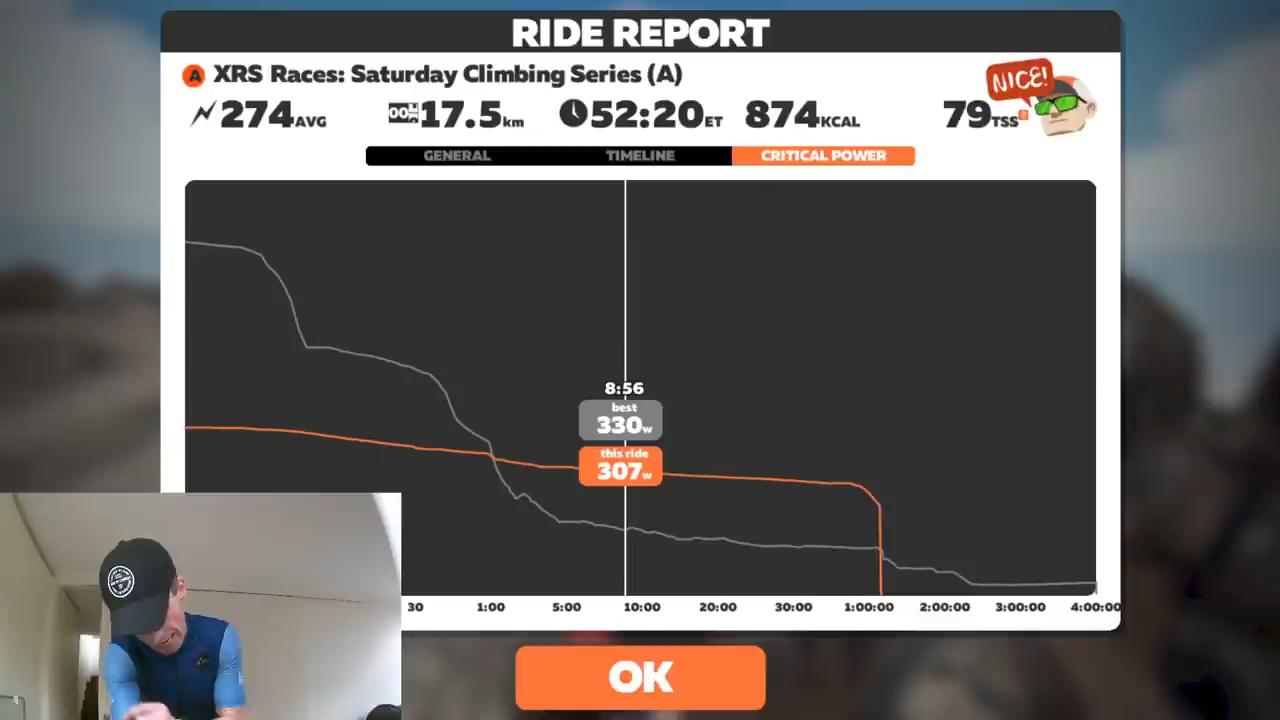 RIDE REPORT
A XRS Races: Saturday Climbing Series (A)
NICE!
274AVG 17.5km 52:20ET 874KCAL 79TSS
GENERAL TIMELINE CRITICAL POWER
8:56
best
330w
this ride
307w
30 1:00 5:00 10:00 20:00 30:00 1:00:00 2:00:00 3:00:00 4:00:00
OK